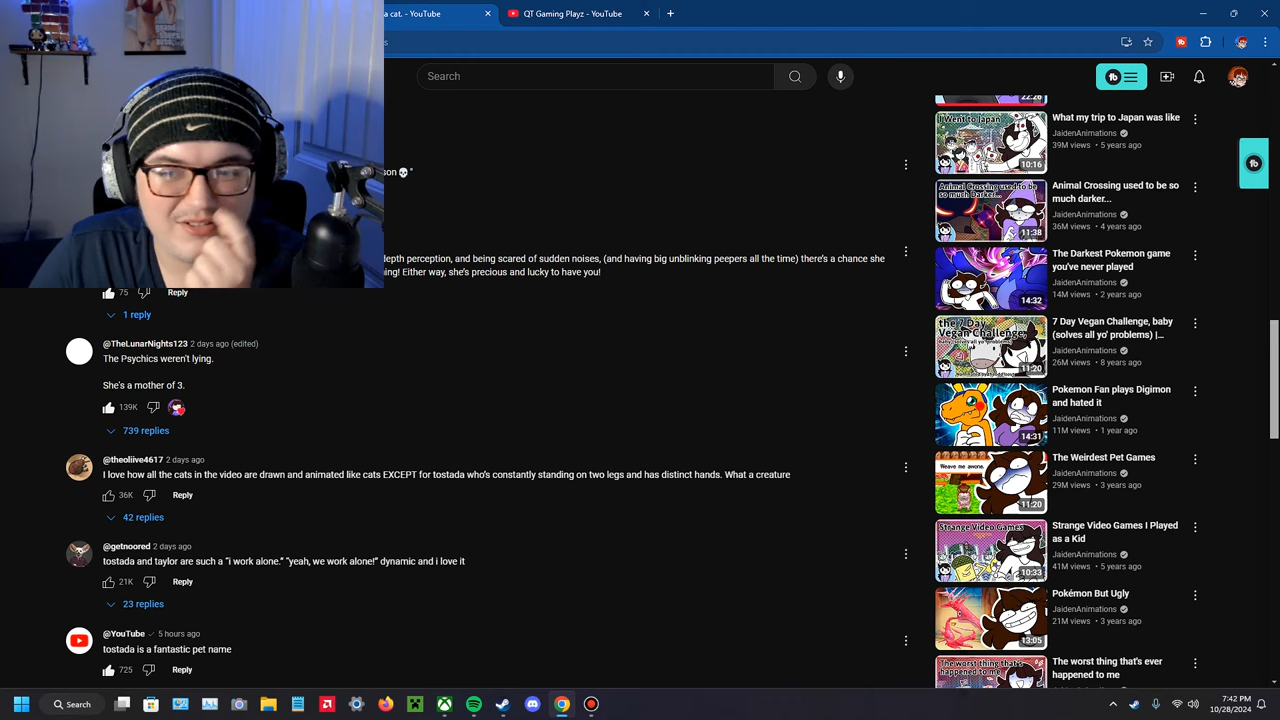 a cat. - YouTube
QT Gaming Playz - YouTube
s
Search
22:26
son💀"
depth perception, and being scared of sudden noises, (and having big unblinking peepers all the time) there's a chance she
ing! Either way, she's precious and lucky to have you!
75 Reply
1 reply
@TheLunarNights123 2 days ago (edited)
The Psychics weren't lying.
She's a mother of 3.
139K
739 replies
@theoliive4617 2 days ago
I love how all the cats in the video were drawn and animated like cats EXCEPT for tostada who's constantly standing on two legs and has distinct hands. What a creature
36K Reply
42 replies
@getnoored 2 days ago
tostada and taylor are such a "i work alone." "yeah, we work alone!" dynamic and i love it
21K Reply
23 replies
@YouTube 5 hours ago
tostada is a fantastic pet name
725 Reply
I Went to Japan
10:16
What my trip to Japan was like
JaidenAnimations
39M views • 5 years ago
Animal Crossing used to be
so much Darker...
11:38
Animal Crossing used to be so
much darker...
JaidenAnimations
36M views • 4 years ago
14:32
The Darkest Pokemon game
you've never played
JaidenAnimations
14M views • 2 years ago
the 7 Day
Vegan Challenge,
11:20
7 Day Vegan Challenge, baby
(solves all yo' problems) |...
JaidenAnimations
26M views • 8 years ago
14:31
Pokemon Fan plays Digimon
and hated it
JaidenAnimations
11M views • 1 year ago
Weave me awone.
11:20
The Weirdest Pet Games
JaidenAnimations
29M views • 3 years ago
Strange Video Games
10:33
Strange Video Games I Played
as a Kid
JaidenAnimations
41M views • 5 years ago
13:05
Pokémon But Ugly
JaidenAnimations
21M views • 3 years ago
The worst thing that's
happened to me
The worst thing that's ever
happened to me
JaidenAnimations
Search
7:42 PM
10/28/2024